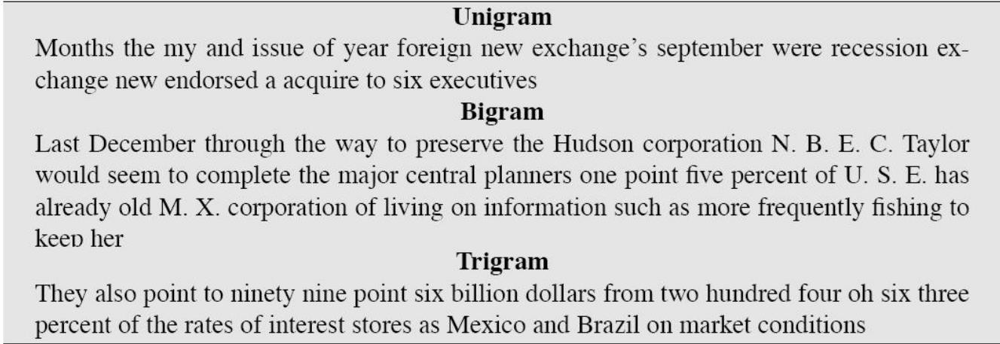 Unigram
Months the my and issue of year foreign new exchange's september were recession ex-
change new endorsed a acquire to six executives
Bigram
Last December through the way to preserve the Hudson corporation N. B. E. C. Taylor
would seem to complete the major central planners one point five percent of U. S. E. has
already old M. X. corporation of living on information such as more frequently fishing to
keep her
Trigram
They also point to ninety nine point six billion dollars from two hundred four oh six three
percent of the rates of interest stores as Mexico and Brazil on market conditions